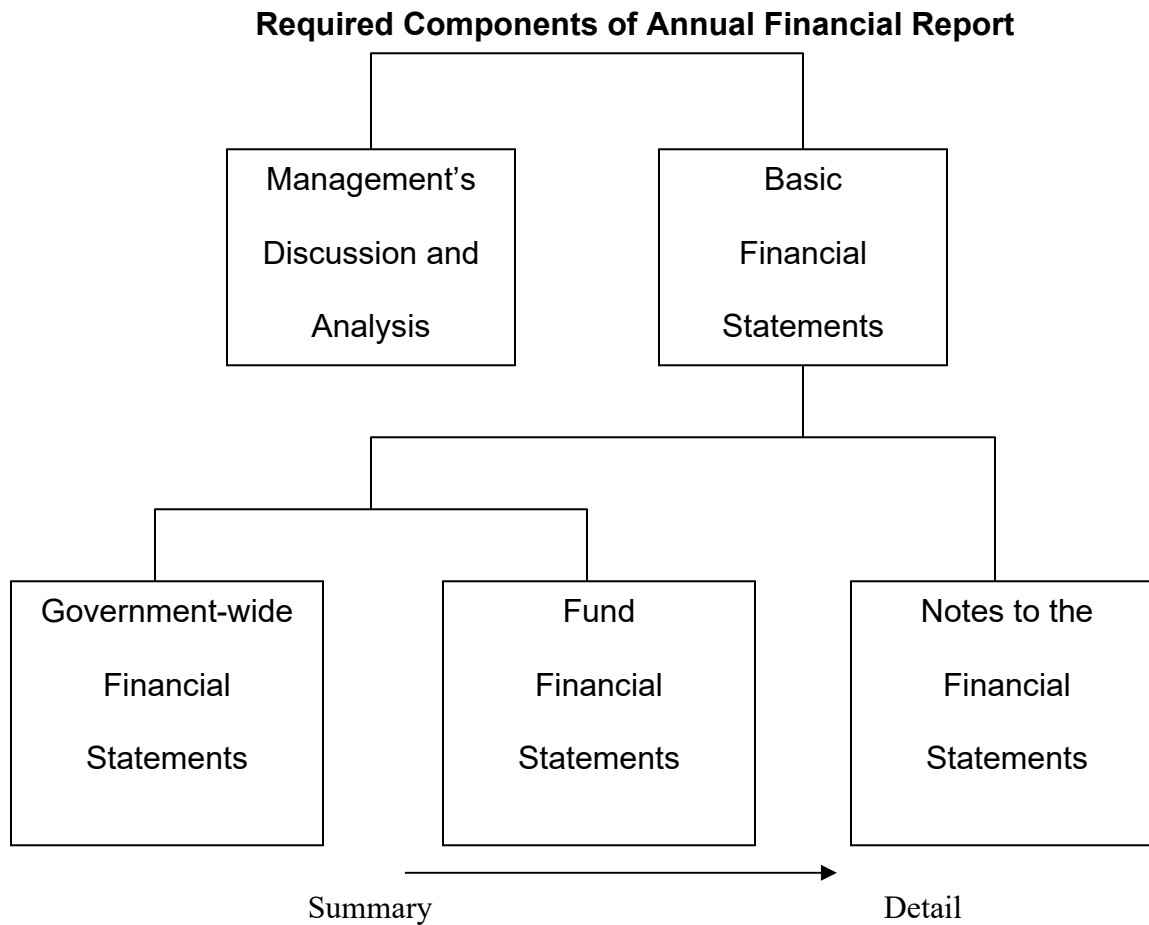 Required Components of Annual Financial Report
Management’s
Discussion and
Analysis
Basic
Financial
Statements
Government-wide
Financial
Statements
Fund
Financial
Statements
Notes to the
Financial
Statements
Summary
Detail